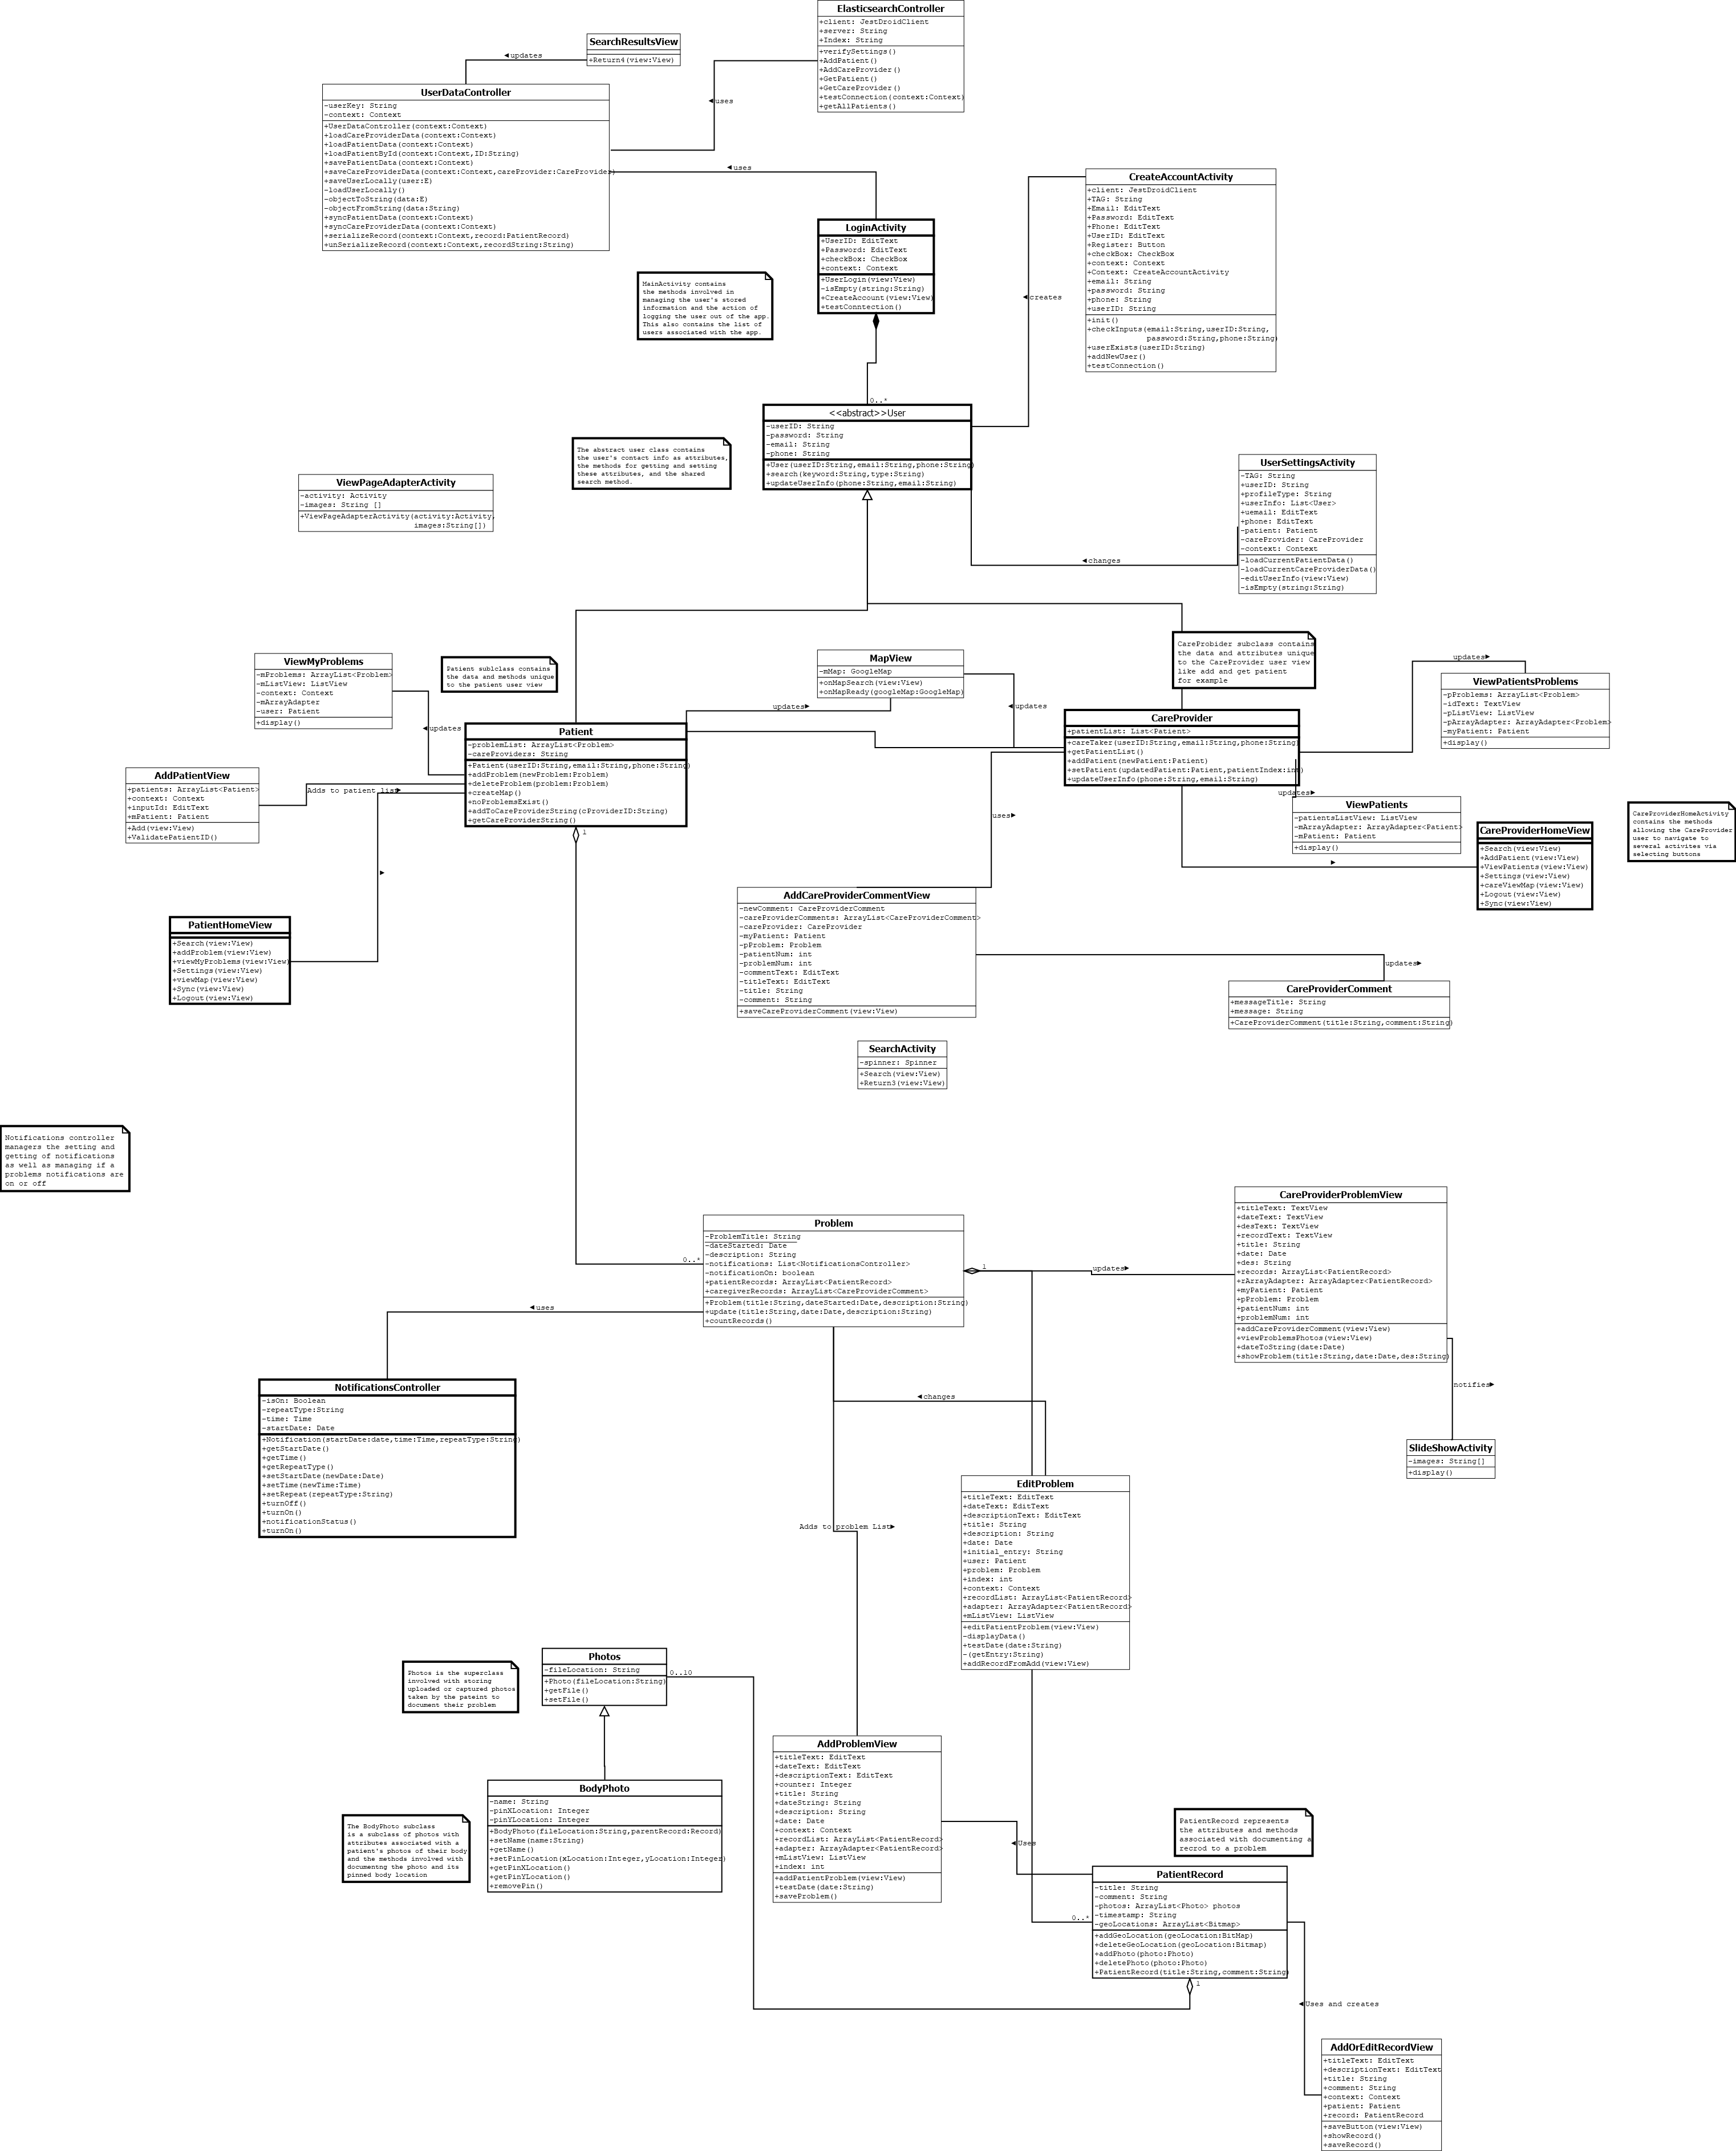 ElasticsearchController
+client: JestDroidClient
+server: String
+Index: String
+verifySettings()
+AddPatient()
+AddCareProvider()
+GetPatient()
+GetCareProvider()
+testConnection(context:Context)
+getAllPatients()
SearchResultsView
+Return4(view:View)
◄updates
UserDataController
-userKey: String
-context: Context
+UserDataController(context:Context)
+loadCareProviderData(context:Context)
+loadPatientData(context:Context)
+loadPatientById(context:Context,ID:String)
+savePatientData(context:Context)
+saveCareProviderData(context:Context,careProvider:CareProvider)
+saveUserLocally(user:E)
-loadUserLocally()
-objectToString(data:E)
-objectFromString(data:String)
+syncPatientData(context:Context)
+syncCareProviderData(context:Context)
+serializeRecord(context:Context,record:PatientRecord)
+unSerializeRecord(context:Context,recordString:String)
◄uses
◄uses
CreateAccountActivity
+client: JestDroidClient
+TAG: String
+Email: EditText
+Password: EditText
+Phone: EditText
+UserID: EditText
+Register: Button
+checkBox: CheckBox
+context: Context
+Context: CreateAccountActivity
+email: String
+password: String
+phone: String
+userID: String
+init()
+checkInputs(email:String,userID:String,
password:String,phone:String)
+userExists(userID:String)
+addNewUser()
+testConnection()
◄creates
LoginActivity
+UserID: EditText
+Password: EditText
+checkBox: CheckBox
+context: Context
+UserLogin(view:View)
-isEmpty(string:String)
+CreateAccount(view:View)
+testConntection()
MainActivity contains
the methods involved in
managing the user's stored
information and the action of
logging the user out of the app.
This also contains the list of
users associated with the app.
0..*
<<abstract>>User
-userID: String
-password: String
-email: String
-phone: String
+User(userID:String,email:String,phone:String)
+search(keyword:String,type:String)
+updateUserInfo(phone:String,email:String)
The abstract user class contains
the user's contact info as attributes,
the methods for getting and setting
these attributes, and the shared
search method.
ViewPageAdapterActivity
-activity: Activity
-images: String []
+ViewPageAdapterActivity(activity:Activity,
images:String[])
UserSettingsActivity
-TAG: String
+userID: String
+profileType: String
+userInfo: List<User>
+uemail: EditText
+phone: EditText
-patient: Patient
-careProvider: CareProvider
-context: Context
-loadCurrentPatientData()
-loadCurrentCareProviderData()
-editUserInfo(view:View)
-isEmpty(string:String)
◄changes
CareProbider subclass contains
the data and attributes unique
to the CareProvider user view
like add and get patient
for example
ViewMyProblems
-mProblems: ArrayList<Problem>
-mListView: ListView
-context: Context
-mArrayAdapter
-user: Patient
+display()
Patient sublclass contains
the data and methods unique
to the patient user view
MapView
-mMap: GoogleMap
+onMapSearch(view:View)
+onMapReady(googleMap:GoogleMap)
updates►
◄updates
updates►
ViewPatientsProblems
-pProblems: ArrayList<Problem>
-idText: TextView
-pListView: ListView
-pArrayAdapter: ArrayAdapter<Problem>
-myPatient: Patient
+display()
◄updates
Patient
-problemList: ArrayList<Problem>
-careProviders: String
+Patient(userID:String,email:String,phone:String)
+addProblem(newProblem:Problem)
+deleteProblem(problem:Problem)
+createMap()
+noProblemsExist()
+addToCareProviderString(cProviderID:String)
+getCareProviderString()
CareProvider
+patientList: List<Patient>
+careTaker(userID:String,email:String,phone:String)
+getPatientList()
+addPatient(newPatient:Patient)
+setPatient(updatedPatient:Patient,patientIndex:int)
+updateUserInfo(phone:String,email:String)
AddPatientView
+patients: ArrayList<Patient>
+context: Context
+inputId: EditText
+mPatient: Patient
+Add(view:View)
+ValidatePatientID()
Adds to patient list►
updates►
ViewPatients
-patientsListView: ListView
-mArrayAdapter: ArrayAdapter<Patient>
-mPatient: Patient
+display()
uses►
1
►
►
CareProviderHomeView
+Search(view:View)
+AddPatient(view:View)
+ViewPatients(view:View)
+Settings(view:View)
+careViewMap(view:View)
+Logout(view:View)
+Sync(view:View)
CareProviderHomeActivity
contains the methods
allowing the CareProvider
user to navigate to
several activites via
selecting buttons
PatientHomeView
+Search(view:View)
+addProblem(view:View)
+viewMyProblems(view:View)
+Settings(view:View)
+viewMap(view:View)
+Sync(view:View)
+Logout(view:View)
AddCareProviderCommentView
-newComment: CareProviderComment
-careProviderComments: ArrayList<CareProviderComment>
-careProvider: CareProvider
-myPatient: Patient
-pProblem: Problem
-patientNum: int
-problemNum: int
-commentText: EditText
-titleText: EditText
-title: String
-comment: String
+saveCareProviderComment(view:View)
updates►
CareProviderComment
+messageTitle: String
+message: String
+CareProviderComment(title:String,comment:String)
SearchActivity
-spinner: Spinner
+Search(view:View)
+Return3(view:View)
Notifications controller
managers the setting and
getting of notifications
as well as managing if a
problems notifications are
on or off
Problem
-ProblemTitle: String
-dateStarted: Date
-description: String
-notifications: List<NotificationsController>
-notificationOn: boolean
+patientRecords: ArrayList<PatientRecord>
+caregiverRecords: ArrayList<CareProviderComment>
+Problem(title:String,dateStarted:Date,description:String)
+update(title:String,date:Date,description:String)
+countRecords()
0..*
1
updates►
CareProviderProblemView
+titleText: TextView
+dateText: TextView
+desText: TextView
+recordText: TextView
+title: String
+date: Date
+des: String
+records: ArrayList<PatientRecord>
+rArrayAdapter: ArrayAdapter<PatientRecord>
+myPatient: Patient
+pProblem: Problem
+patientNum: int
+problemNum: int
+addCareProviderComment(view:View)
+viewProblemsPhotos(view:View)
+dateToString(date:Date)
+showProblem(title:String,date:Date,des:String)
◄uses
notifies►
◄changes
NotificationsController
-isOn: Boolean
-repeatType:String
-time: Time
-startDate: Date
+Notification(startDate:date,time:Time,repeatType:String)
+getStartDate()
+getTime()
+getRepeatType()
+setStartDate(newDate:Date)
+setTime(newTime:Time)
+setRepeat(repeatType:String)
+turnOff()
+turnOn()
+notificationStatus()
+turnOn()
SlideShowActivity
-images: String[]
+display()
Adds to problem List►
EditProblem
+titleText: EditText
+dateText: EditText
+descriptionText: EditText
+title: String
+description: String
+date: Date
+initial_entry: String
+user: Patient
+problem: Problem
+index: int
+context: Context
+recordList: ArrayList<PatientRecord>
+adapter: ArrayAdapter<PatientRecord>
+mListView: ListView
+editPatientProblem(view:View)
-displayData()
+testDate(date:String)
-(getEntry:String)
+addRecordFromAdd(view:View)
Photos is the superclass
involved with storing
uploaded or captured photos
taken by the pateint to
document their problem
Photos
-fileLocation: String
+Photo(fileLocation:String)
+getFile()
+setFile()
0..10
BodyPhoto
-name: String
-pinXLocation: Integer
-pinYLocation: Integer
+BodyPhoto(fileLocation:String,parentRecord:Record)
+setName(name:String)
+getName()
+setPinLocation(xLocation:Integer,yLocation:Integer)
+getPinXLocation()
+getPinYLocation()
+removePin()
The BodyPhoto subclass
is a subclass of photos with
attributes associated with a
patient's photos of their body
and the methods involved with
documentng the photo and its
pinned body location
AddProblemView
+titleText: EditText
+dateText: EditText
+descriptionText: EditText
+counter: Integer
+title: String
+dateString: String
+description: String
+date: Date
+context: Context
+recordList: ArrayList<PatientRecord>
+adapter: ArrayAdapter<PatientRecord>
+mListView: ListView
+index: int
+addPatientProblem(view:View)
+testDate(date:String)
+saveProblem()
◄Uses
PatientRecord represents
the attributes and methods
associated with documenting a
recrod to a problem
PatientRecord
-title: String
-comment: String
-photos: ArrayList<Photo> photos
-timestamp: String
-geoLocations: ArrayList<Bitmap>
+addGeoLocation(geoLocation:BitMap)
+deleteGeoLocation(geoLocation:Bitmap)
+addPhoto(photo:Photo)
+deletePhoto(photo:Photo)
+PatientRecord(title:String,comment:String)
0..*
1
◄Uses and creates
AddOrEditRecordView
+titleText: EditText
+descriptionText: EditText
+title: String
+comment: String
+context: Context
+patient: Patient
+record: PatientRecord
+saveButton(view:View)
+showRecord()
+saveRecord()